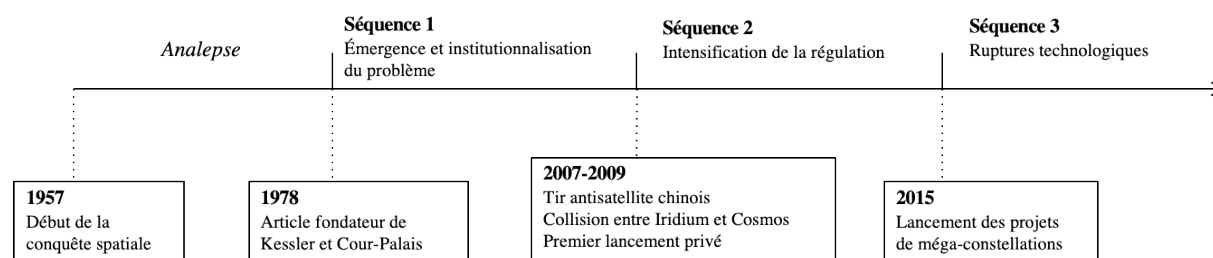 Analepse
Séquence 1
Émergence et institutionnalisation
du problème
Séquence 2
Intensification de la régulation
Séquence 3
Ruptures technologiques
1957
Début de la
conquête spatiale
1978
Article fondateur de
Kessler et Cour-Palais
2007-2009
Tir antisatellite chinois
Collision entre Iridium et Cosmos
Premier lancement privé
2015
Lancement des projets
de méga-constellations